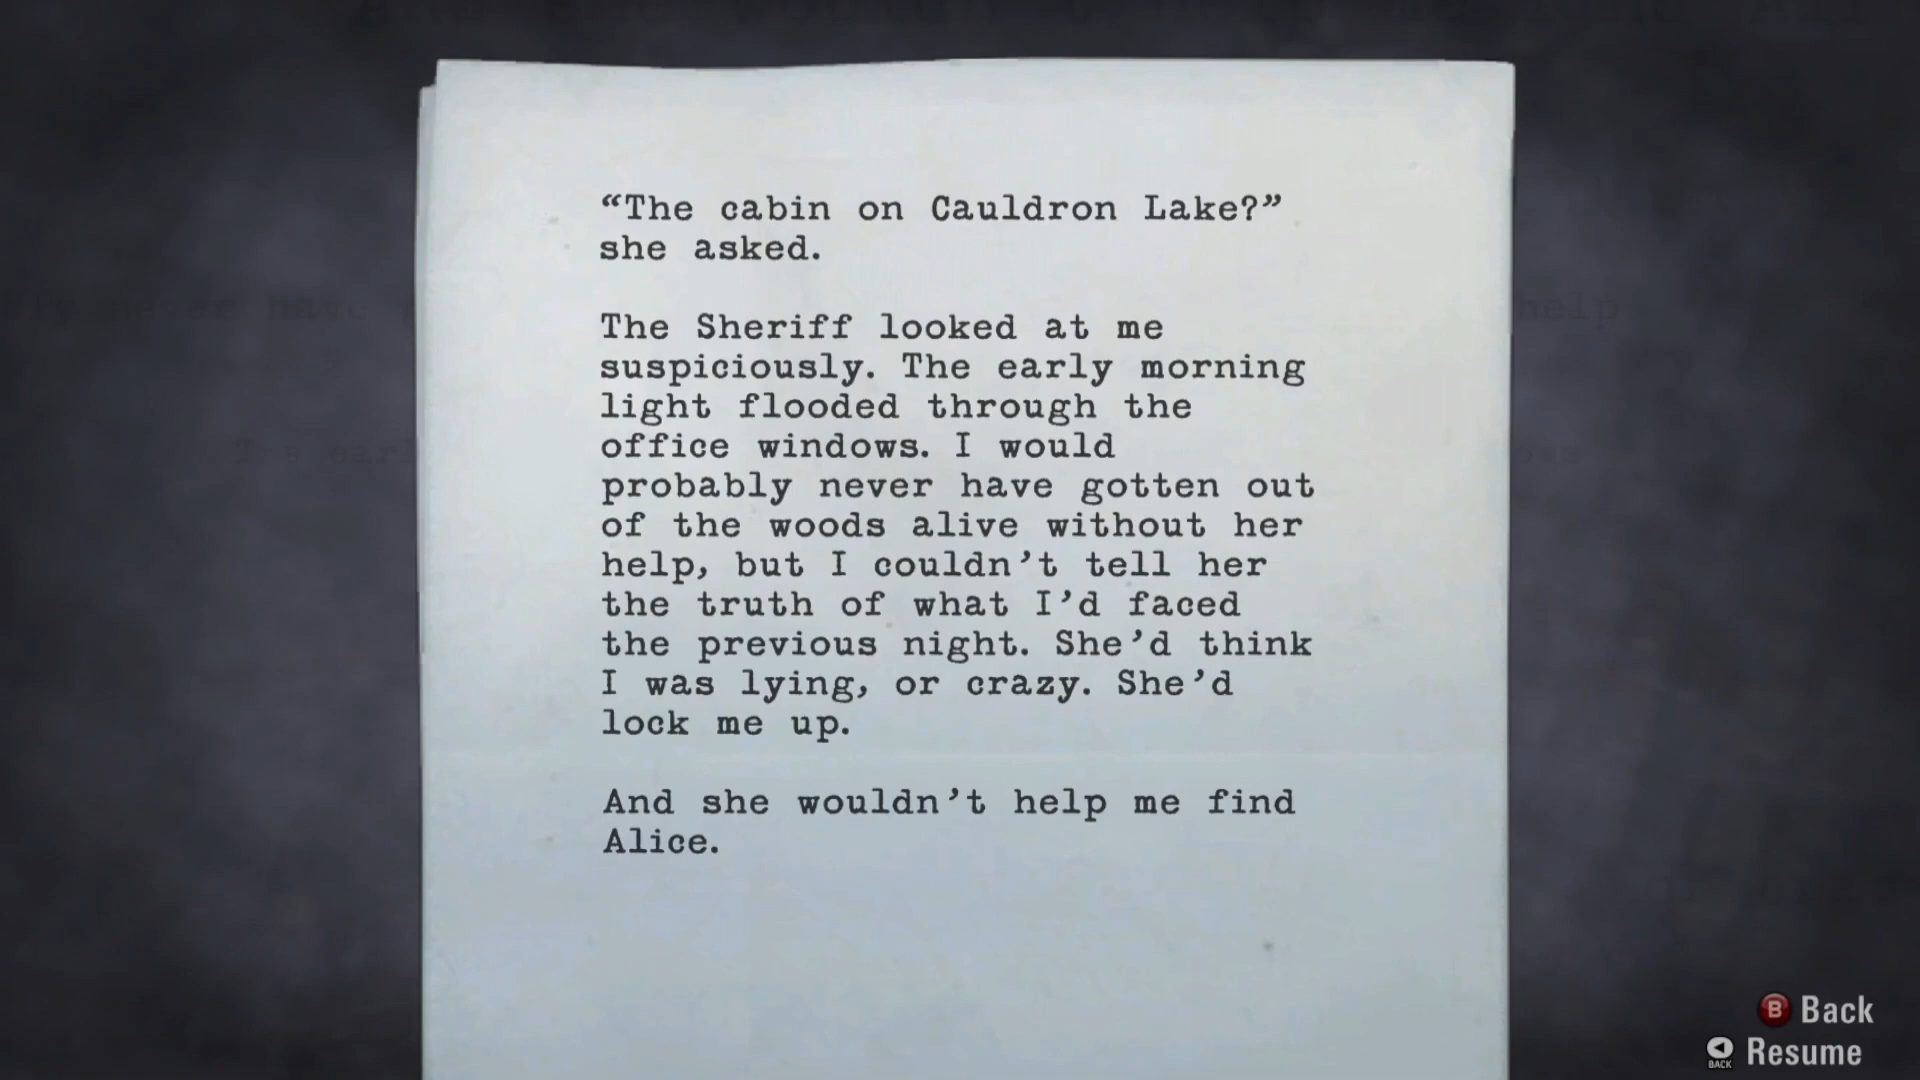 “The cabin on Cauldron Lake?”
she asked.
The Sheriff looked at me
suspiciously. The early morning
light flooded through the
office windows. I would
probably never have gotten out
of the woods alive without her
help, but I couldn’t tell her
the truth of what I’d faced
the previous night. She’d think
I was lying, or crazy. She’d
lock me up.
And she wouldn’t help me find
Alice.
B Back
BACK Resume